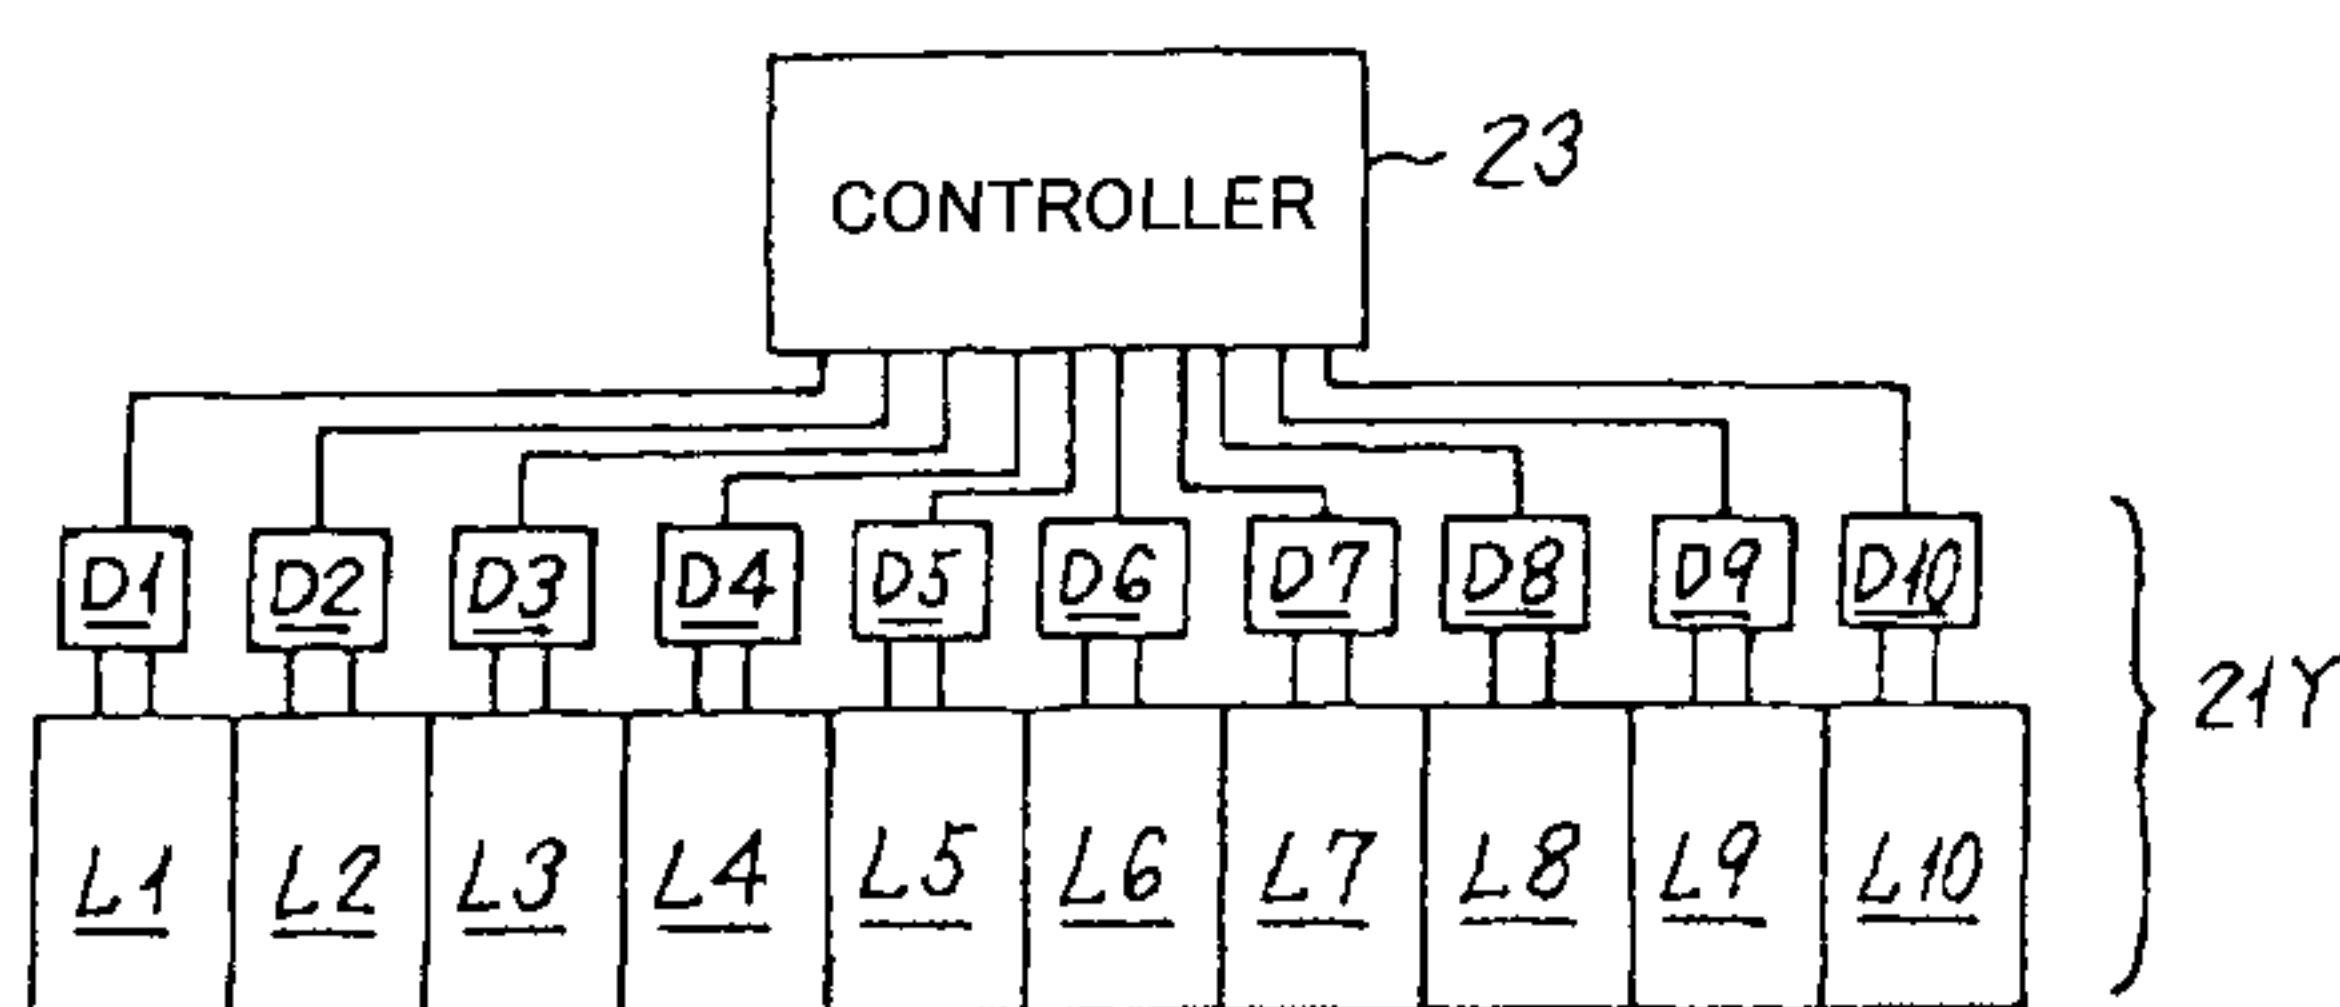 CONTROLLER
23
D1 D2 D3 D4 D5 D6 D7 D8 D9 D10
21Y
L1 L2 L3 L4 L5 L6 L7 L8 L9 L10